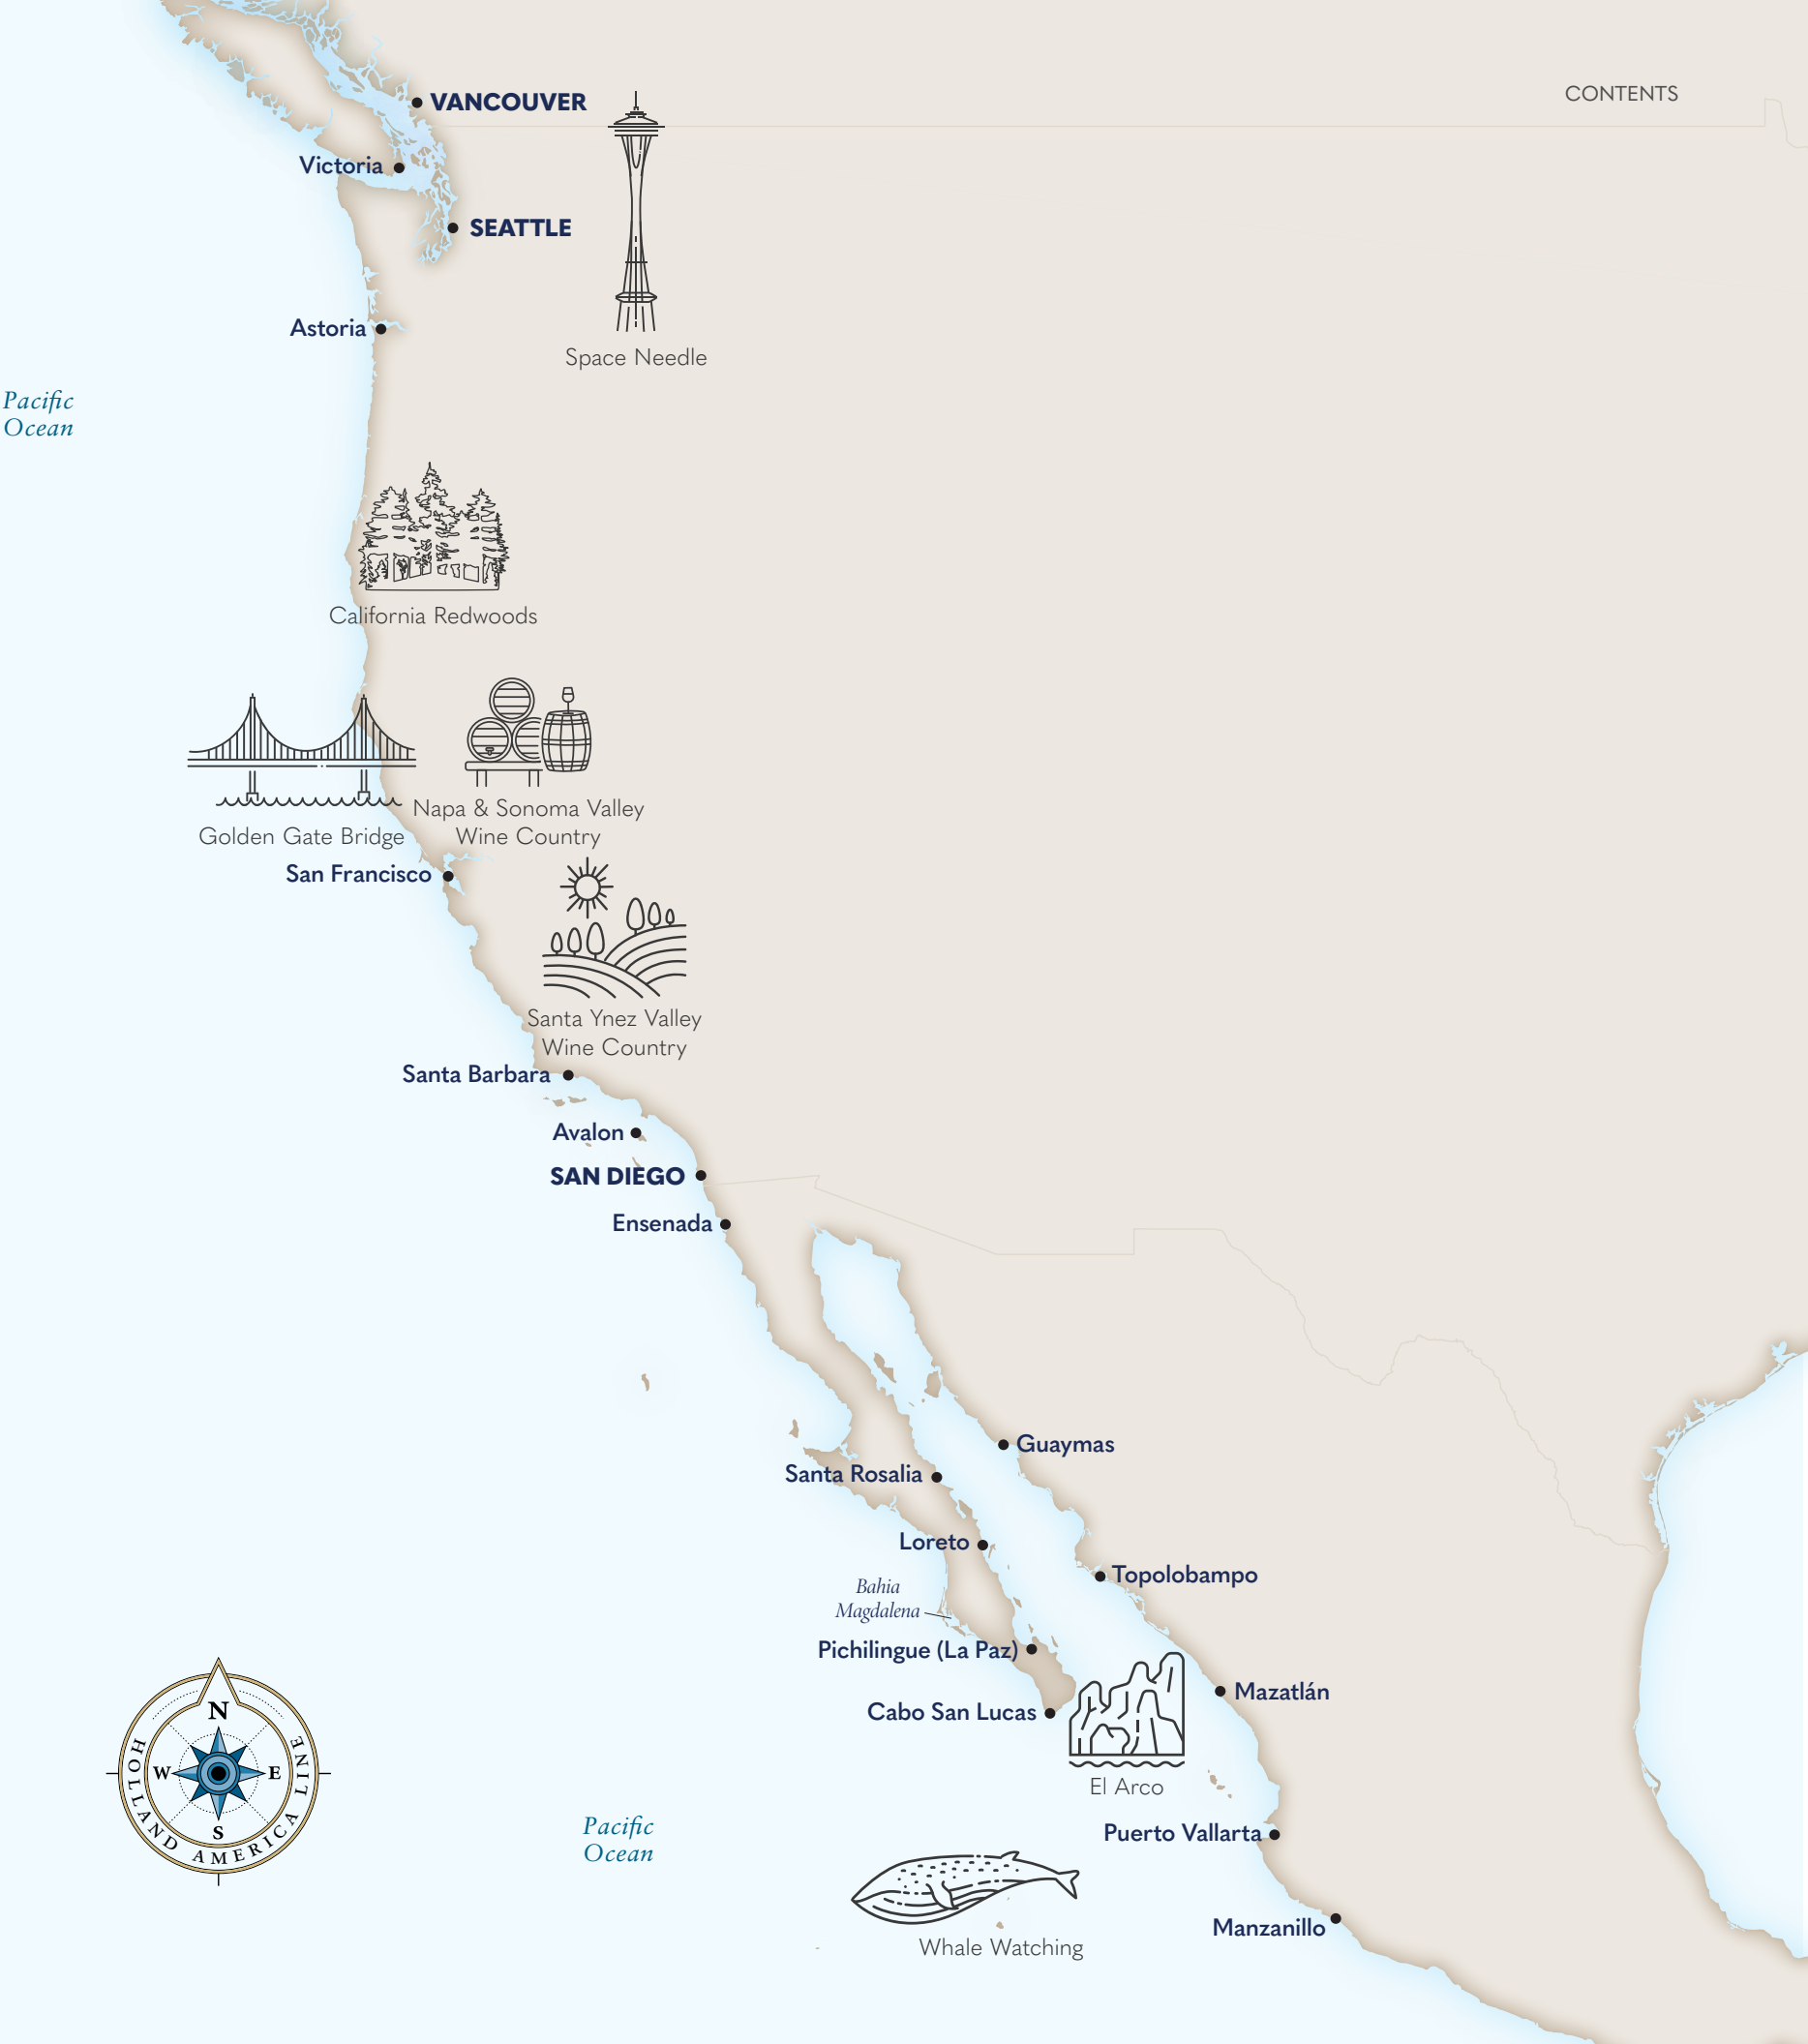 CONTENTS
VANCOUVER
Victoria
SEATTLE
Astoria
Space Needle
Pacific
Ocean
California Redwoods
Napa & Sonoma Valley
Wine Country
Golden Gate Bridge
San Francisco
Santa Ynez Valley
Wine Country
Santa Barbara
Avalon
SAN DIEGO
Ensenada
Guaymas
Santa Rosalia
Loreto
Topolobampo
Bahia
Magdalena
Pichilingue (La Paz)
Mazatlán
Cabo San Lucas
El Arco
Puerto Vallarta
Pacific
Ocean
Manzanillo
Whale Watching
N
W
E
S
HOLLAND AMERICA LINE